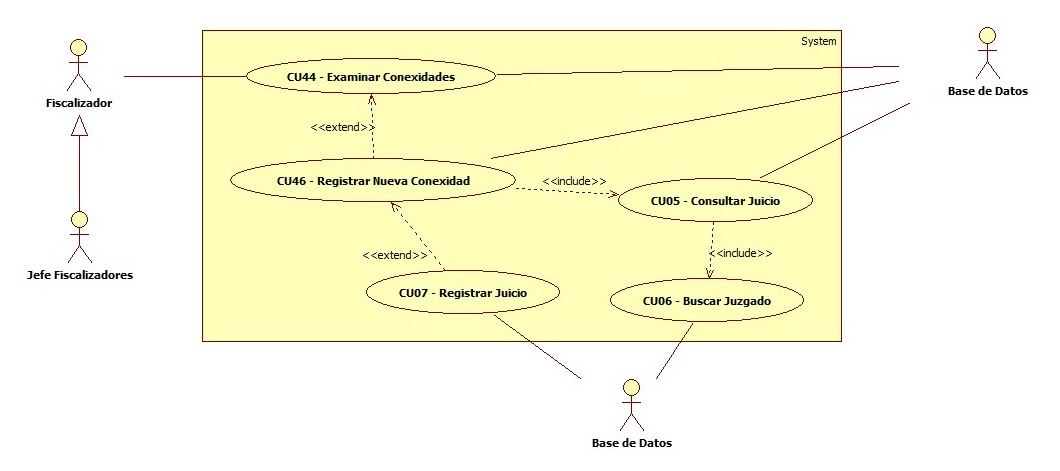 System
CU44 - Examinar Conexidades
Fiscalizador
Base de Datos
<<extend>>
CU46 - Registrar Nueva Conexidad
<<include>>
CU05 - Consultar Juicio
<<extend>>
<<include>>
Jefe Fiscalizadores
CU07 - Registrar Juicio
CU06 - Buscar Juzgado
Base de Datos